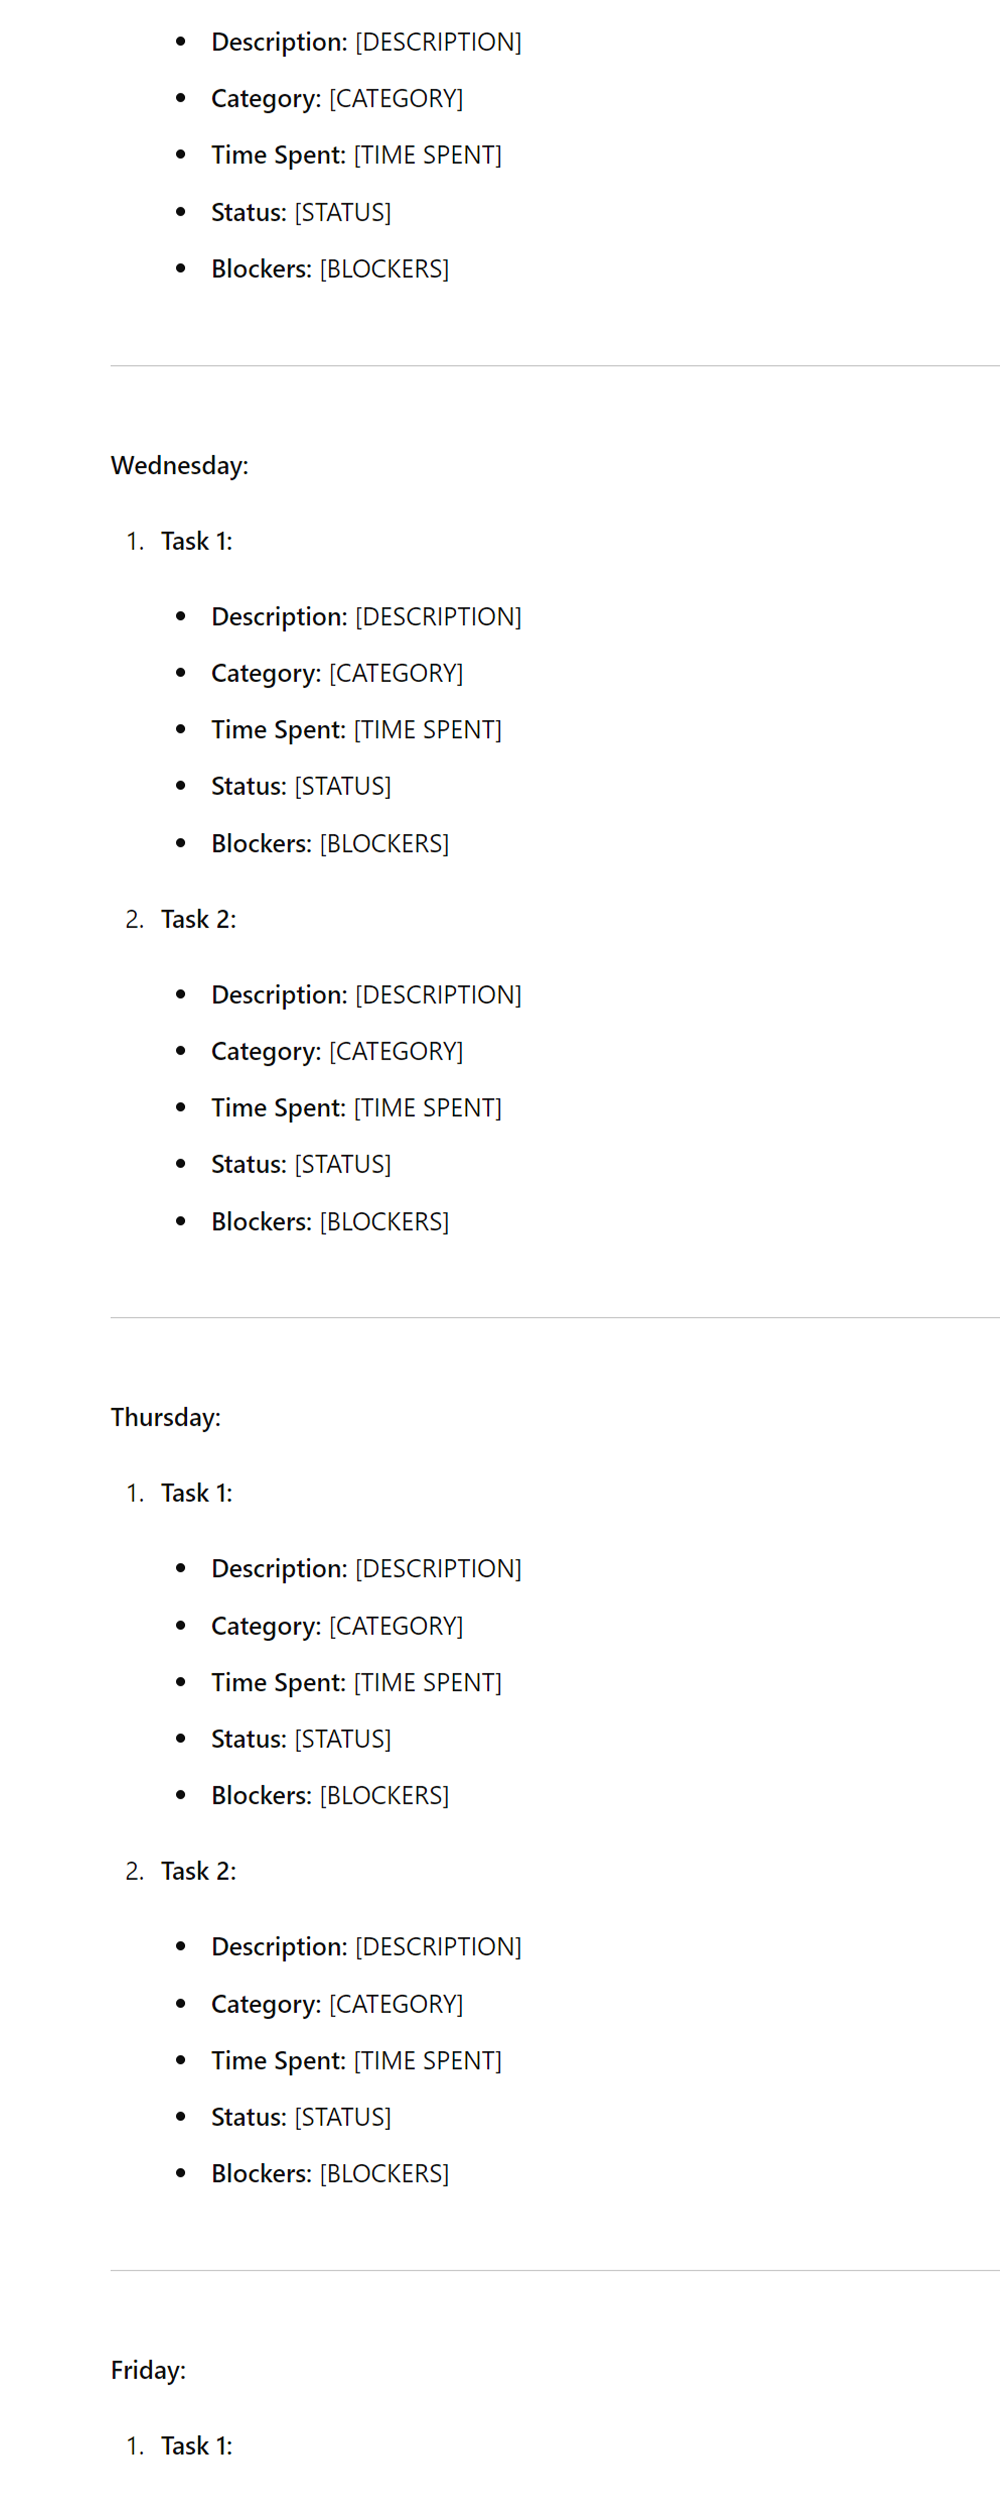 • Description: [DESCRIPTION]
• Category: [CATEGORY]
• Time Spent: [TIME SPENT]
• Status: [STATUS]
• Blockers: [BLOCKERS]
Wednesday:
1. Task 1:
• Description: [DESCRIPTION]
• Category: [CATEGORY]
• Time Spent: [TIME SPENT]
• Status: [STATUS]
• Blockers: [BLOCKERS]
2. Task 2:
• Description: [DESCRIPTION]
• Category: [CATEGORY]
• Time Spent: [TIME SPENT]
• Status: [STATUS]
• Blockers: [BLOCKERS]
Thursday:
1. Task 1:
• Description: [DESCRIPTION]
• Category: [CATEGORY]
• Time Spent: [TIME SPENT]
• Status: [STATUS]
• Blockers: [BLOCKERS]
2. Task 2:
• Description: [DESCRIPTION]
• Category: [CATEGORY]
• Time Spent: [TIME SPENT]
• Status: [STATUS]
• Blockers: [BLOCKERS]
Friday:
1. Task 1: